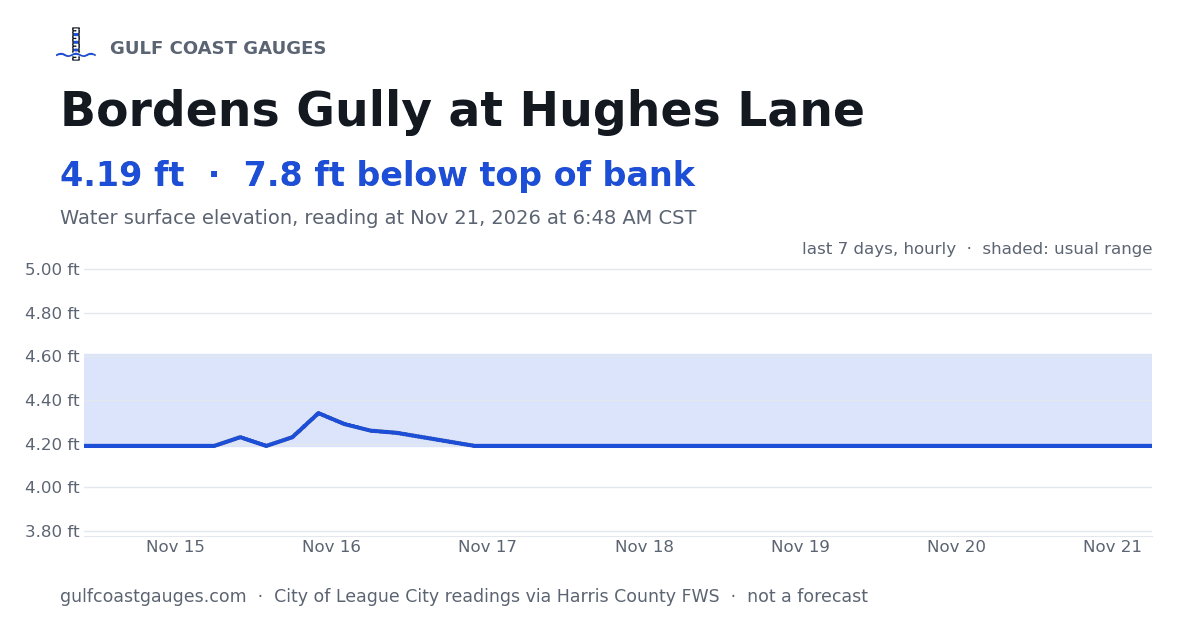 GULF COAST GAUGES
Bordens Gully at Hughes Lane
4.19 ft · 7.8 ft below top of bank
Water surface elevation, reading at Nov 21, 2026 at 6:48 AM CST
last 7 days, hourly · shaded: usual range
5.00 ft
4.80 ft
4.60 ft
4.40 ft
4.20 ft
4.00 ft
3.80 ft
Nov 15 Nov 16 Nov 17 Nov 18 Nov 19 Nov 20 Nov 21
gulfcoastgauges.com · City of League City readings via Harris County FWS · not a forecast